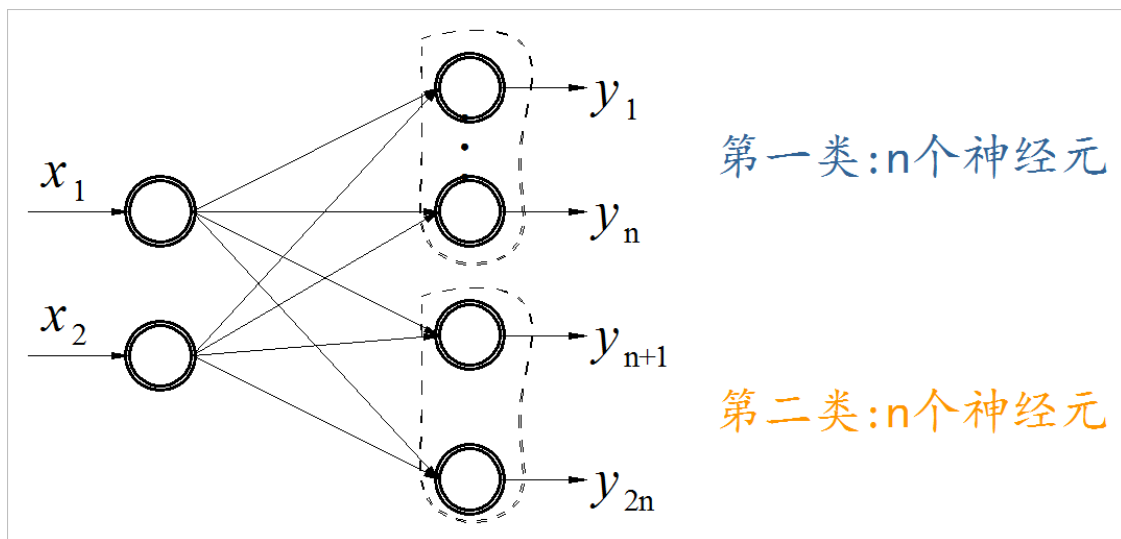 y₁
第一类:n个神经元
x₁
yₙ
x₂
yₙ₊₁
第二类:n个神经元
y₂ₙ